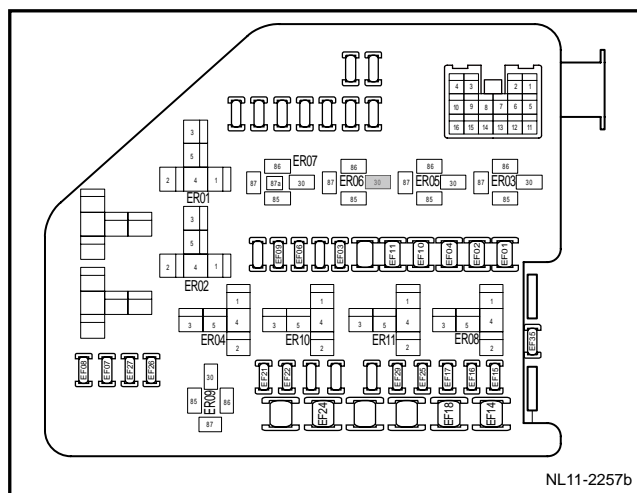 4 3 2 1
10 9 8 7 6 5
16 15 14 13 12 11
3
5
2 4 1
ER01
86
ER07
87 87a 30
85
86
87 ER06 30
85
86
87 ER05 30
85
86
87 ER03 30
85
3
5
2 4 1
ER02
EF09 EF06 EF03 EF11 EF10 EF04 EF02 EF01
1
3 5 4
2
ER04
1
3 5 4
2
ER10
1
3 5 4
2
ER11
1
3 5 4
2
ER08
EF35
EF08 EF07 EF27 EF26
30
85 ER09 86
87
EF21 EF22 EF29 EF25 EF17 EF16 EF15
EF24 EF18 EF14
NL11-2257b